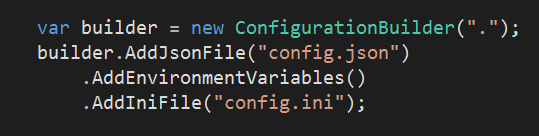 var builder = new ConfigurationBuilder(".");
builder.AddJsonFile("config.json")
.AddEnvironmentVariables()
.AddIniFile("config.ini");